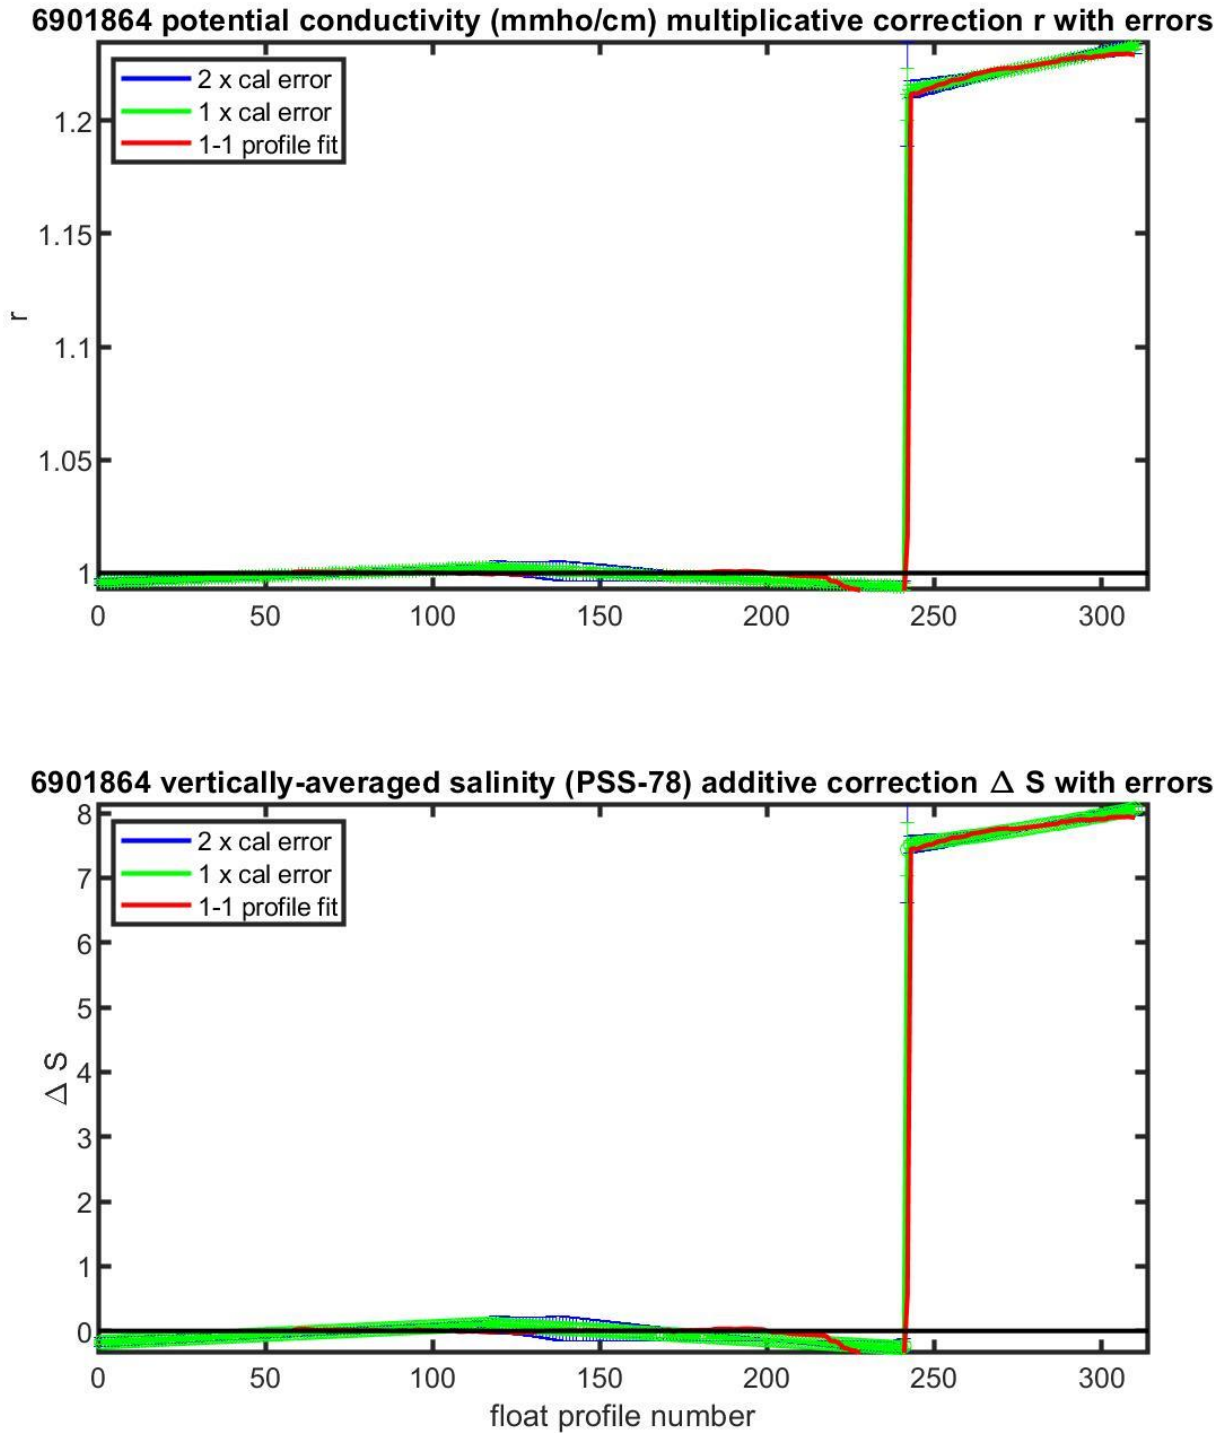 6901864 potential conductivity (mmho/cm) multiplicative correction r with errors
2 x cal error
1 x cal error
1-1 profile fit
1.2
1.15
1.1
1.05
1
r
0 50 100 150 200 250 300
6901864 vertically-averaged salinity (PSS-78) additive correction Δ S with errors
2 x cal error
1 x cal error
1-1 profile fit
8
7
6
5
4
3
2
1
0
Δ S
0 50 100 150 200 250 300
float profile number